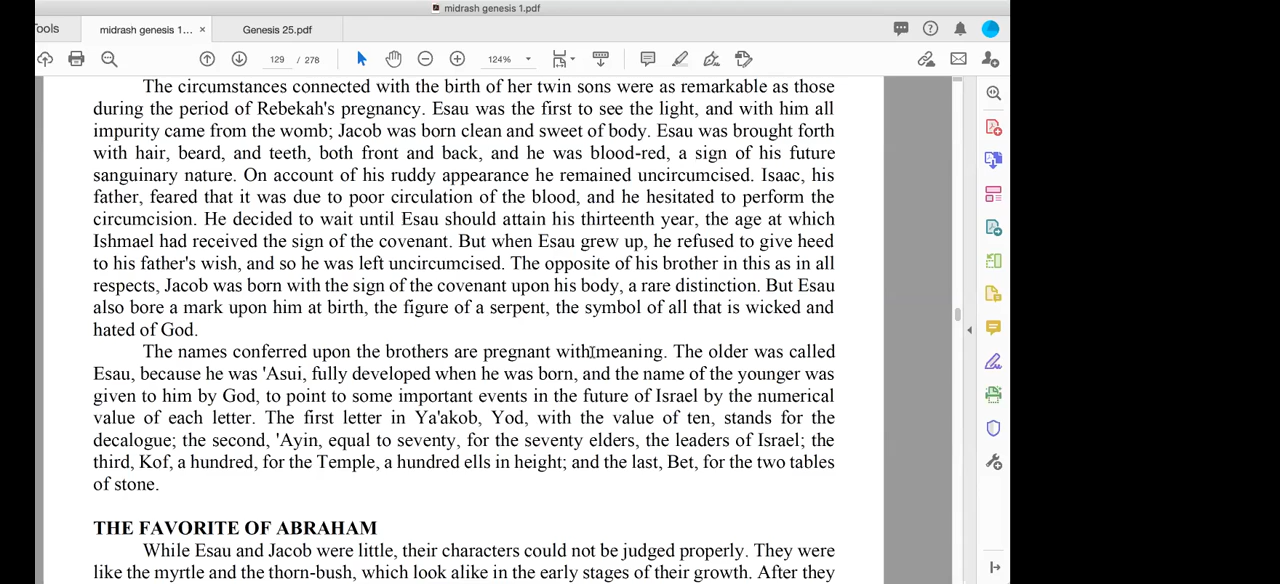 midrash genesis 1.pdf
ools
midrash genesis 1... ×
Genesis 25.pdf
129 / 278
124%
The circumstances connected with the birth of her twin sons were as remarkable as those
during the period of Rebekah's pregnancy. Esau was the first to see the light, and with him all
impurity came from the womb; Jacob was born clean and sweet of body. Esau was brought forth
with hair, beard, and teeth, both front and back, and he was blood-red, a sign of his future
sanguinary nature. On account of his ruddy appearance he remained uncircumcised. Isaac, his
father, feared that it was due to poor circulation of the blood, and he hesitated to perform the
circumcision. He decided to wait until Esau should attain his thirteenth year, the age at which
Ishmael had received the sign of the covenant. But when Esau grew up, he refused to give heed
to his father's wish, and so he was left uncircumcised. The opposite of his brother in this as in all
respects, Jacob was born with the sign of the covenant upon his body, a rare distinction. But Esau
also bore a mark upon him at birth, the figure of a serpent, the symbol of all that is wicked and
hated of God.
The names conferred upon the brothers are pregnant with meaning. The older was called
Esau, because he was 'Asui, fully developed when he was born, and the name of the younger was
given to him by God, to point to some important events in the future of Israel by the numerical
value of each letter. The first letter in Ya'akob, Yod, with the value of ten, stands for the
decalogue; the second, 'Ayin, equal to seventy, for the seventy elders, the leaders of Israel; the
third, Kof, a hundred, for the Temple, a hundred ells in height; and the last, Bet, for the two tables
of stone.
THE FAVORITE OF ABRAHAM
While Esau and Jacob were little, their characters could not be judged properly. They were
like the myrtle and the thorn-bush, which look alike in the early stages of their growth. After they